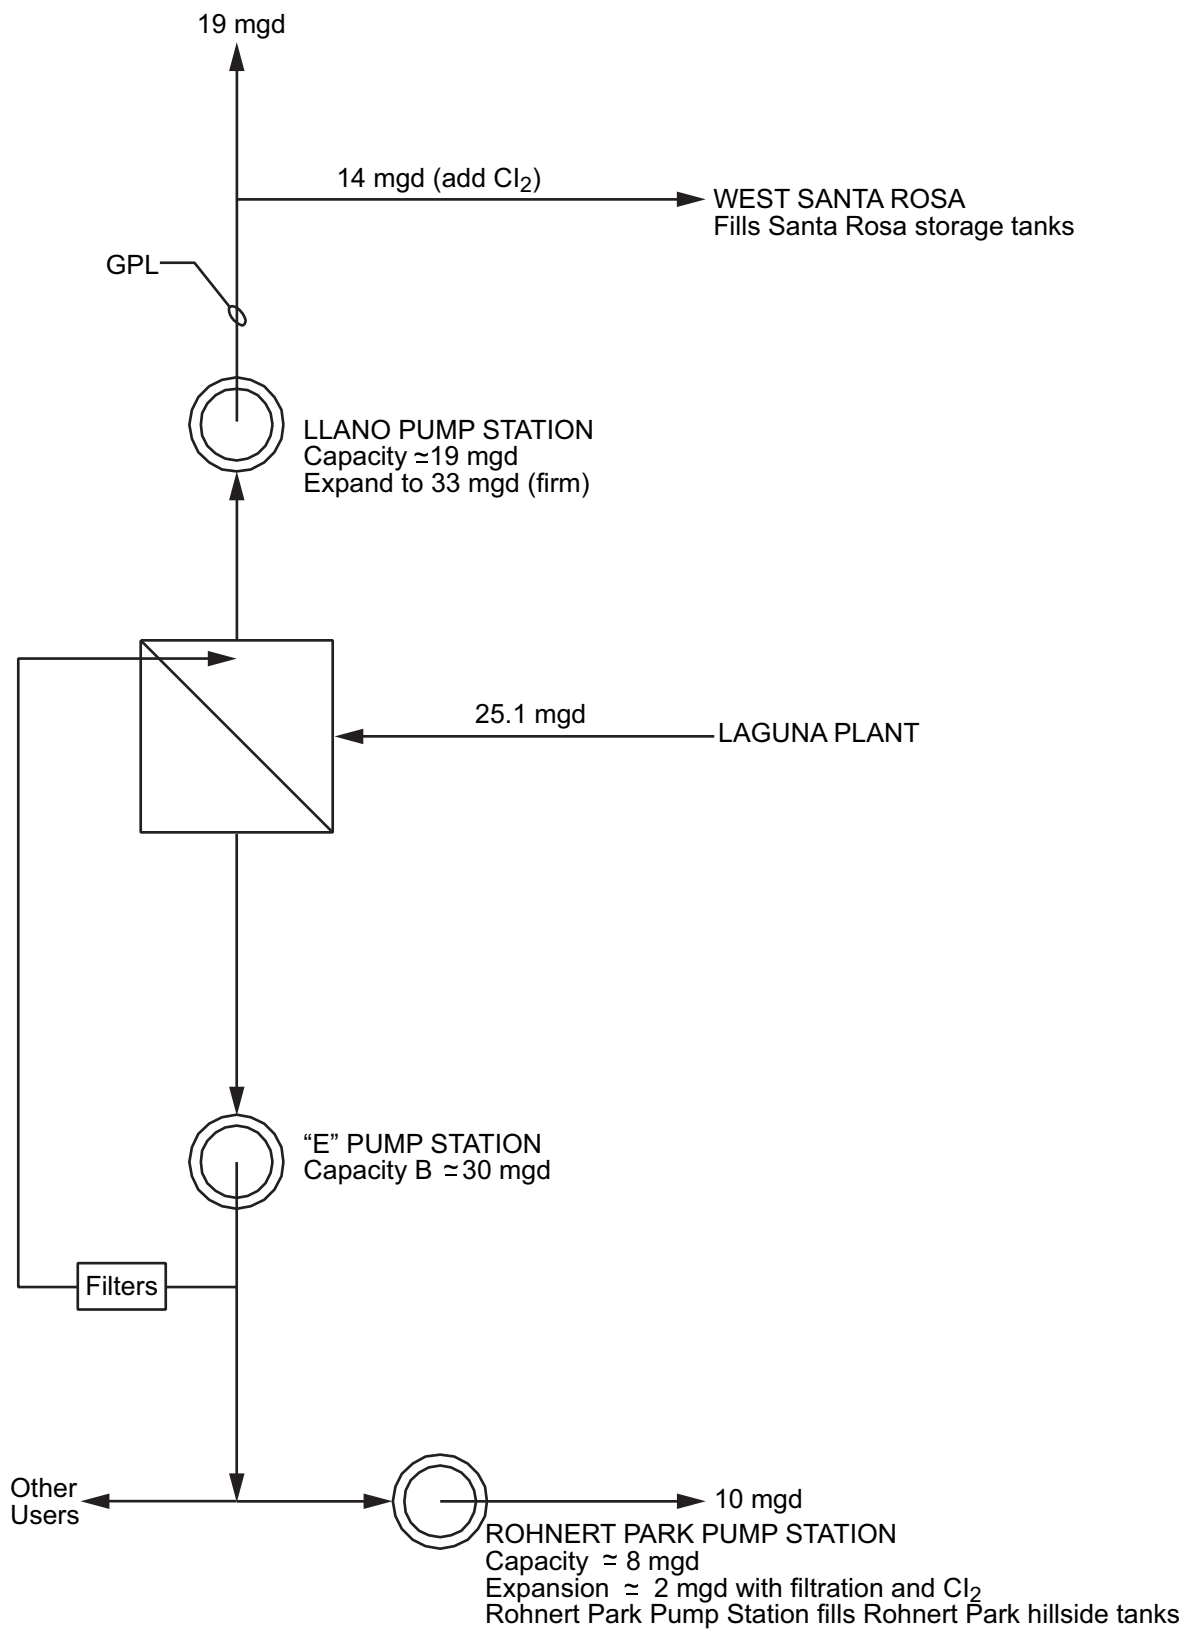 19 mgd
14 mgd (add Cl2)
WEST SANTA ROSA
Fills Santa Rosa storage tanks
GPL
LLANO PUMP STATION
Capacity ≃19 mgd
Expand to 33 mgd (firm)
25.1 mgd
LAGUNA PLANT
“E” PUMP STATION
Capacity B ≃30 mgd
Filters
Other
Users
10 mgd
ROHNERT PARK PUMP STATION
Capacity ≃ 8 mgd
Expansion ≃ 2 mgd with filtration and Cl2
Rohnert Park Pump Station fills Rohnert Park hillside tanks